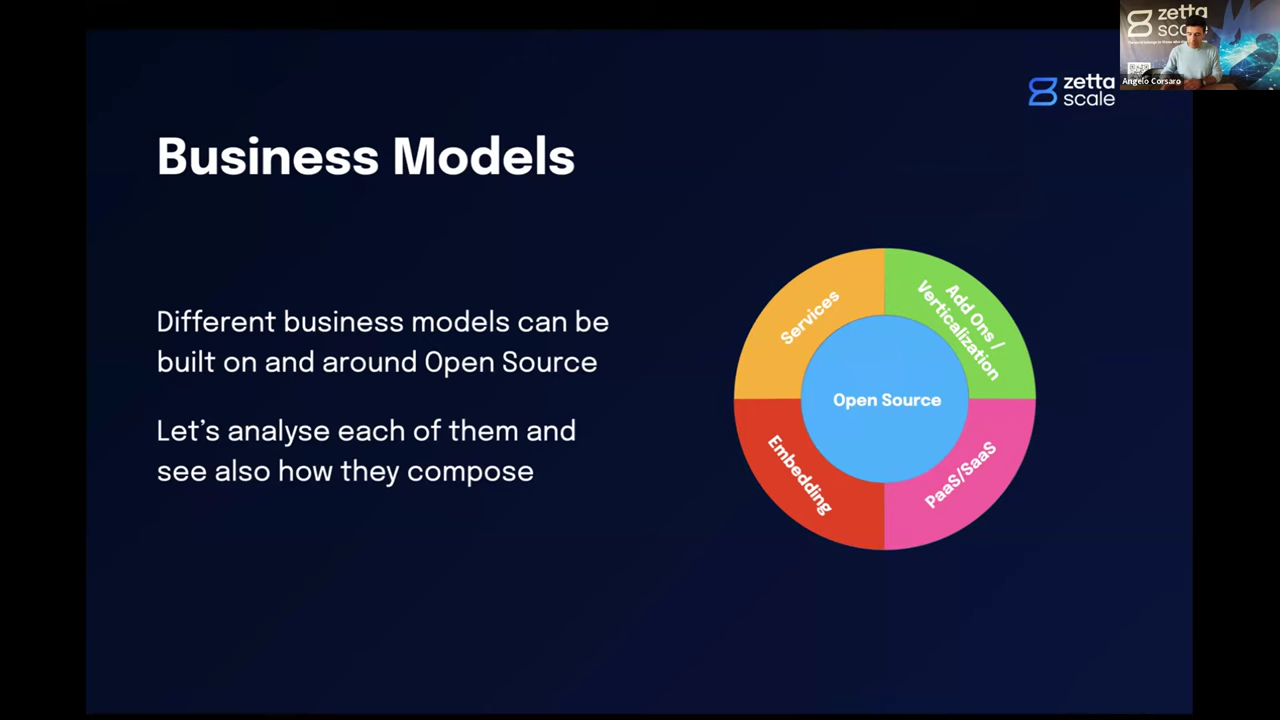 zetta
scale
Angelo Corsaro
zetta
scale
Business Models
Different business models can be
built on and around Open Source
Let's analyse each of them and
see also how they compose
Services
Add Ons /
Verticalization
Open Source
Embedding
PaaS/SaaS